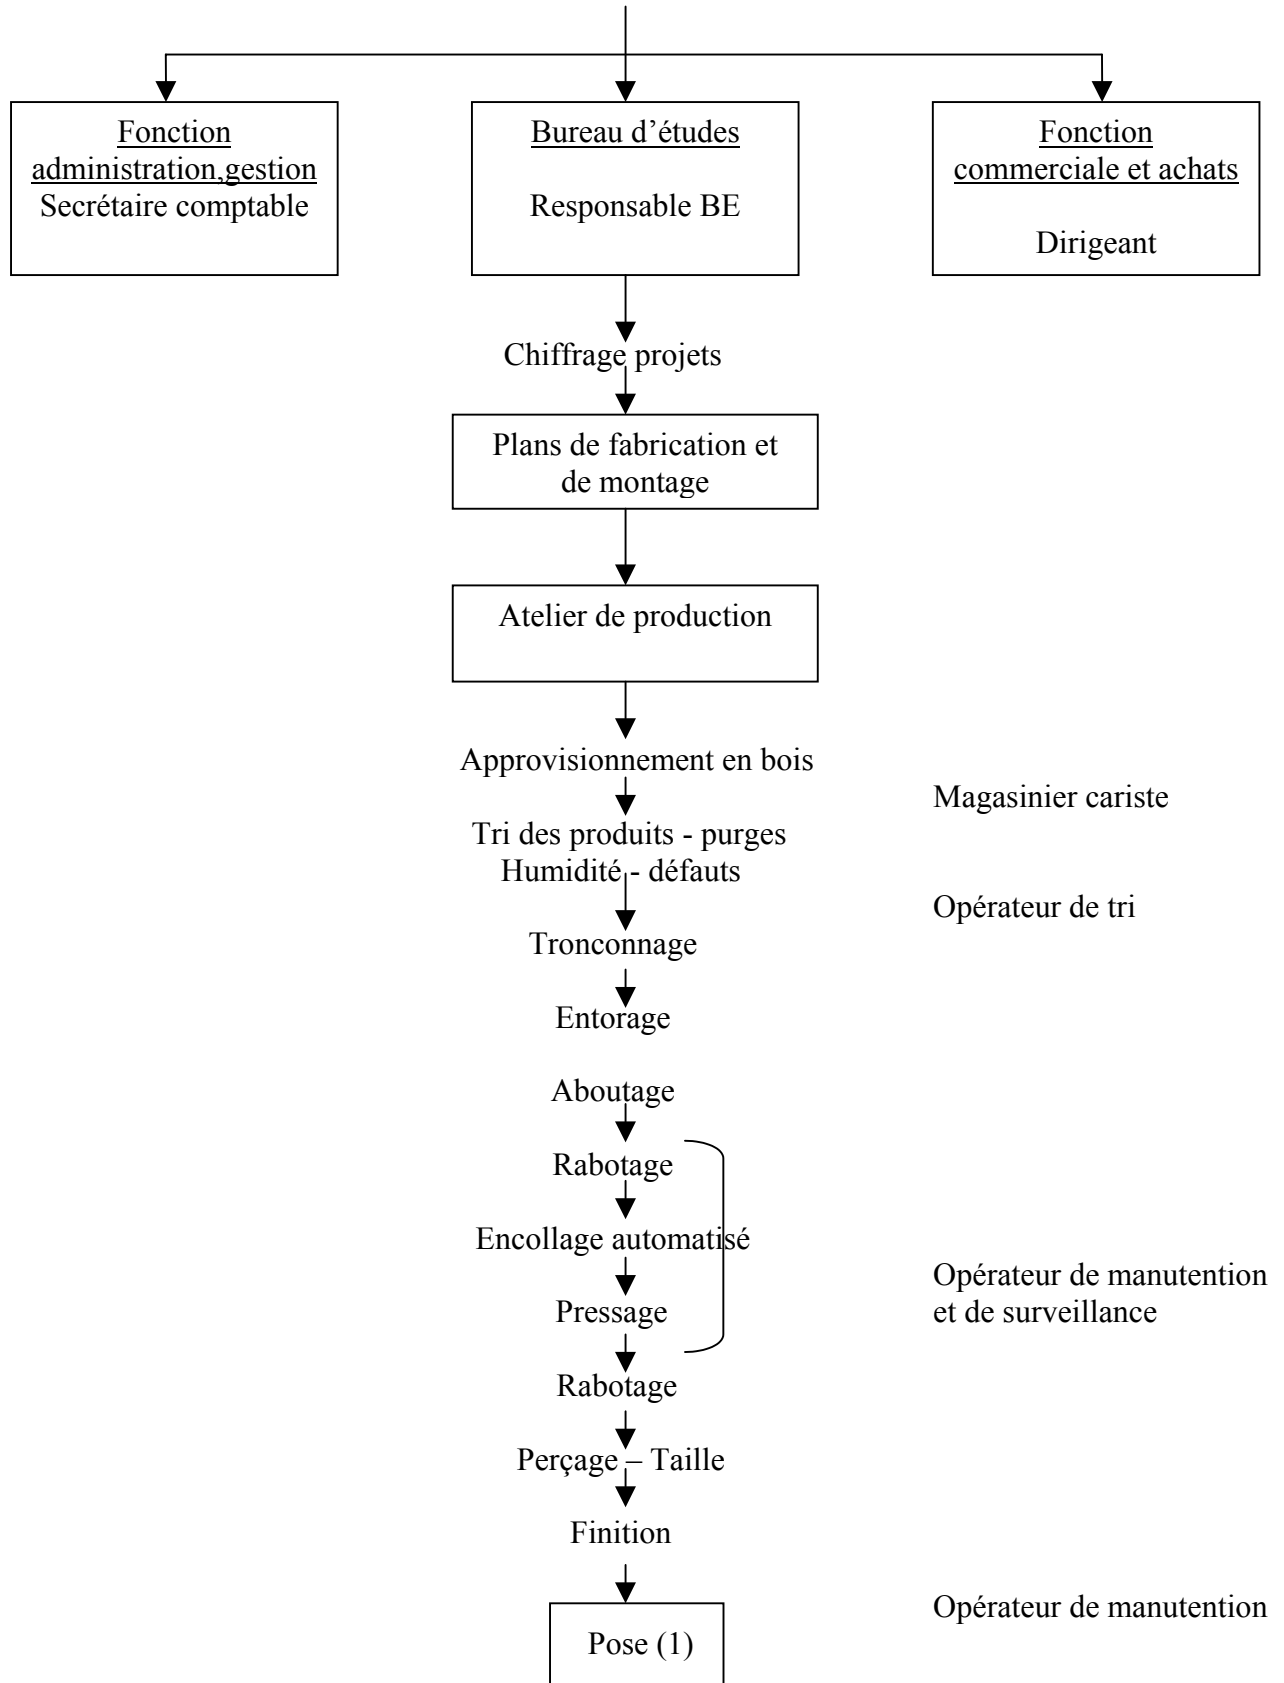 Fonction
administration,gestion
Secrétaire comptable
Bureau d’études
Responsable BE
Fonction
commerciale et achats
Dirigeant
Chiffrage projets
Plans de fabrication et
de montage
Atelier de production
Approvisionnement en bois
Magasinier cariste
Tri des produits - purges
Humidité - défauts
Opérateur de tri
Tronconnage
Entorage
Aboutage
Rabotage
Encollage automatisé
Opérateur de manutention
et de surveillance
Pressage
Rabotage
Perçage – Taille
Finition
Opérateur de manutention
Pose (1)